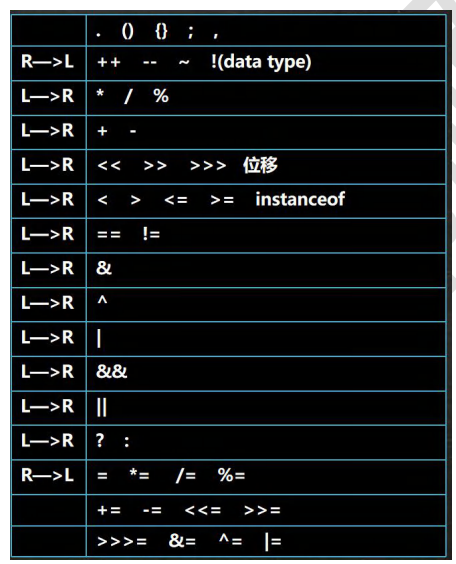 . () {} ; ,
R—>L ++ -- ~ !(data type)
L—>R * / %
L—>R + -
L—>R << >> >>> 位移
L—>R < > <= >= instanceof
L—>R == !=
L—>R &
L—>R ^
L—>R |
L—>R &&
L—>R ||
L—>R ? :
R—>L = *= /= %=
+= -= <<= >>=
>>>= &= ^= |=